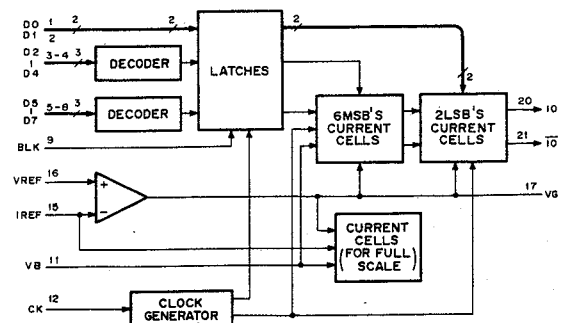 D0 1 2 2
D1 2
D2 3-4 3
D4
DECODER
LATCHES
2
D5 5-8 3
D7
DECODER
6MSB'S
CURRENT
CELLS
2LSB'S
CURRENT
CELLS
20 IO
21 IO
BLK 9
VREF 16
+
17 VG
IREF 15
-
CURRENT
CELLS
(FOR FULL
SCALE)
VB 11
CK 12
CLOCK
GENERATOR